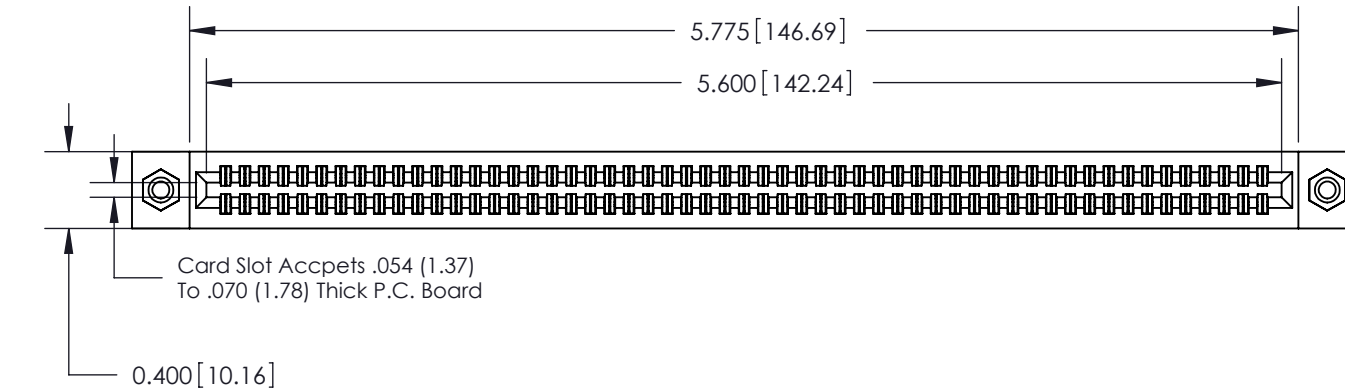 5.775[146.69]
5.600[142.24]
Card Slot Accpets .054 (1.37)
To .070 (1.78) Thick P.C. Board
0.400[10.16]